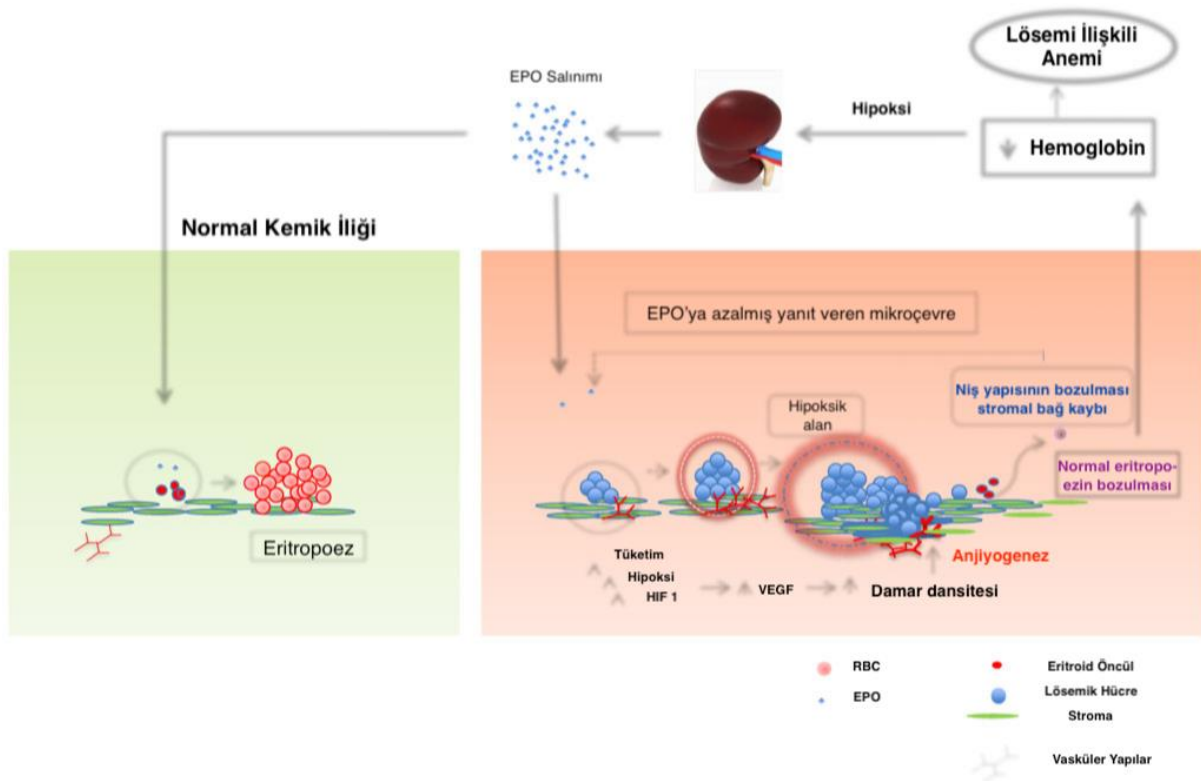 Lösemi İlişkili
Anemi
EPO Salınımı
Hipoksi
Hemoglobin
Normal Kemik İliği
EPO'ya azalmış yanıt veren mikroçevre
Niş yapısının bozulması
stromal bağ kaybı
Hipoksik
alan
Normal eritropo-
ezin bozulması
Eritropoez
Tüketim
Hipoksi
HIF 1
VEGF
Damar dansitesi
Anjiyogenez
RBC
EPO
Eritroid Öncül
Lösemik Hücre
Stroma
Vasküler Yapılar